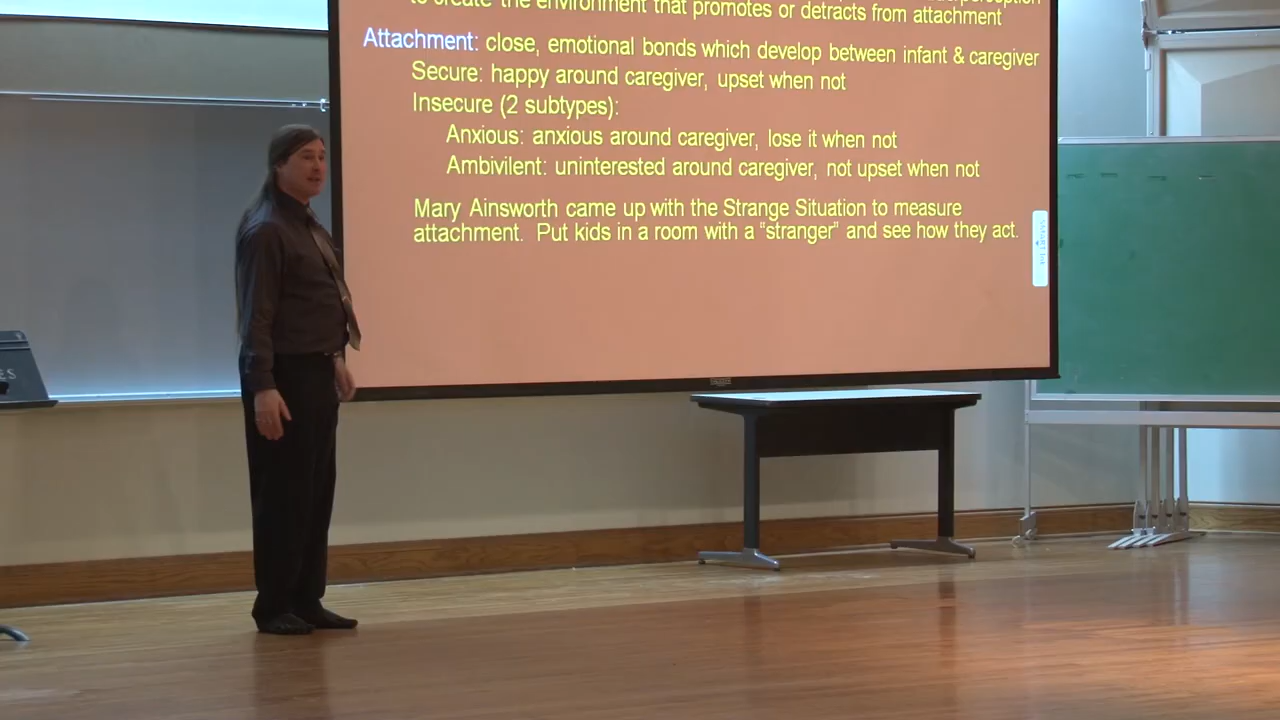 to create the environment that promotes or detracts from attachment
Attachment: close, emotional bonds which develop between infant & caregiver
Secure: happy around caregiver, upset when not
Insecure (2 subtypes):
Anxious: anxious around caregiver, lose it when not
Ambivilent: uninterested around caregiver, not upset when not
Mary Ainsworth came up with the Strange Situation to measure
attachment. Put kids in a room with a “stranger” and see how they act.